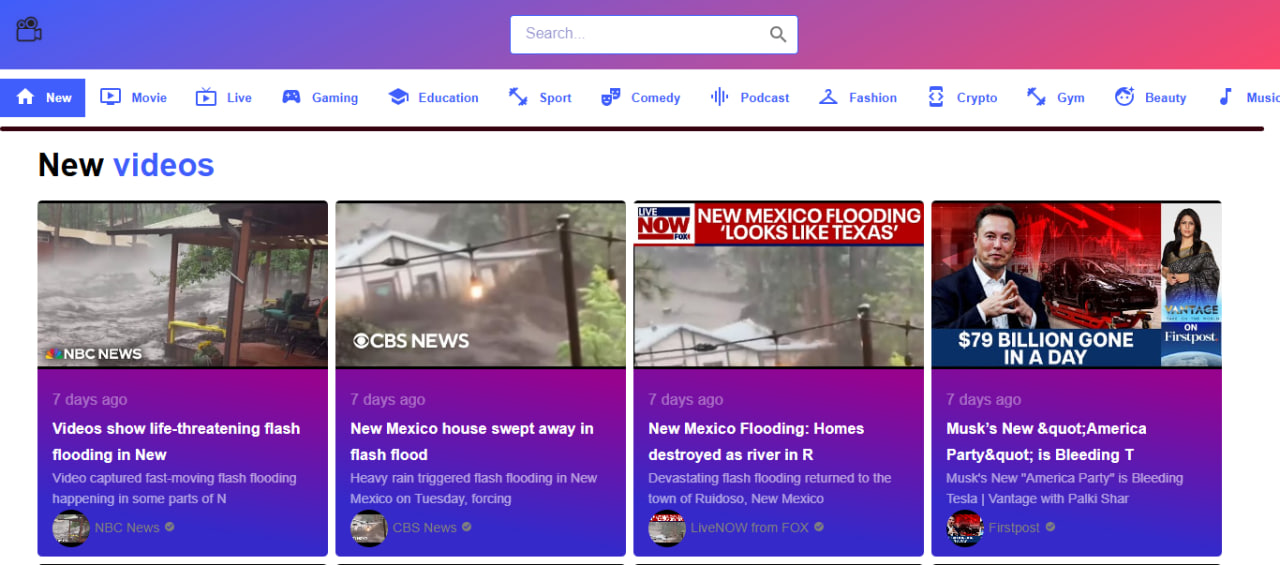 Search...
New
Movie
Live
Gaming
Education
Sport
Comedy
Podcast
Fashion
Crypto
Gym
Beauty
Music
New videos
NBC NEWS
7 days ago
Videos show life-threatening flash
flooding in New
Video captured fast-moving flash flooding
happening in some parts of N
NBC News
CBS NEWS
7 days ago
New Mexico house swept away in
flash flood
Heavy rain triggered flash flooding in New
Mexico on Tuesday, forcing
CBS News
LIVE
NOW
FOX
NEW MEXICO FLOODING
‘LOOKS LIKE TEXAS’
7 days ago
New Mexico Flooding: Homes
destroyed as river in R
Devastating flash flooding returned to the
town of Ruidoso, New Mexico
LiveNOW from FOX
$79 BILLION GONE
IN A DAY
VANTAGE
ON
Firstpost.
7 days ago
Musk’s New &quot;America
Party&quot; is Bleeding T
Musk's New "America Party" is Bleeding
Tesla | Vantage with Palki Shar
Firstpost